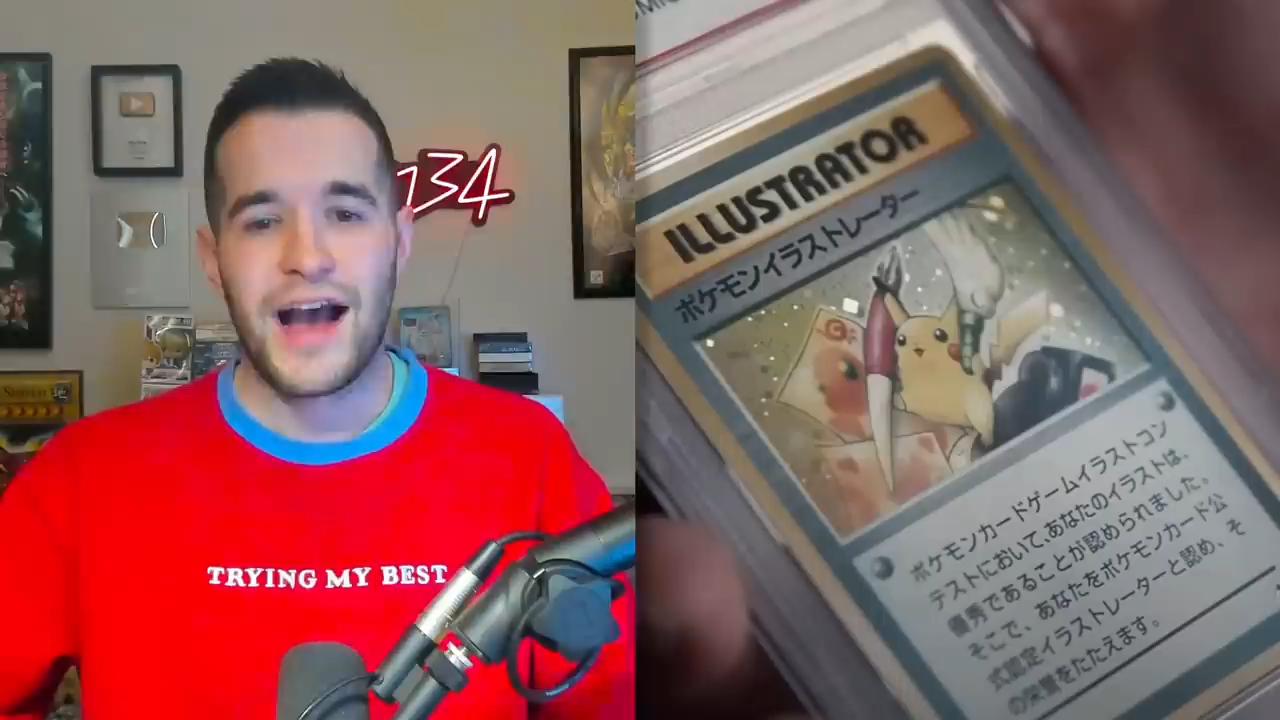 134
TRYING MY BEST
ILLUSTRATOR
ポケモンイラストレーター
ポケモンカードゲームイラストコン
テストにおいて、あなたのイラストは、
優秀であることが認められました。
そこで、あなたをポケモンカード公
式認定イラストレーターと認め、そ
の栄誉をたたえます。